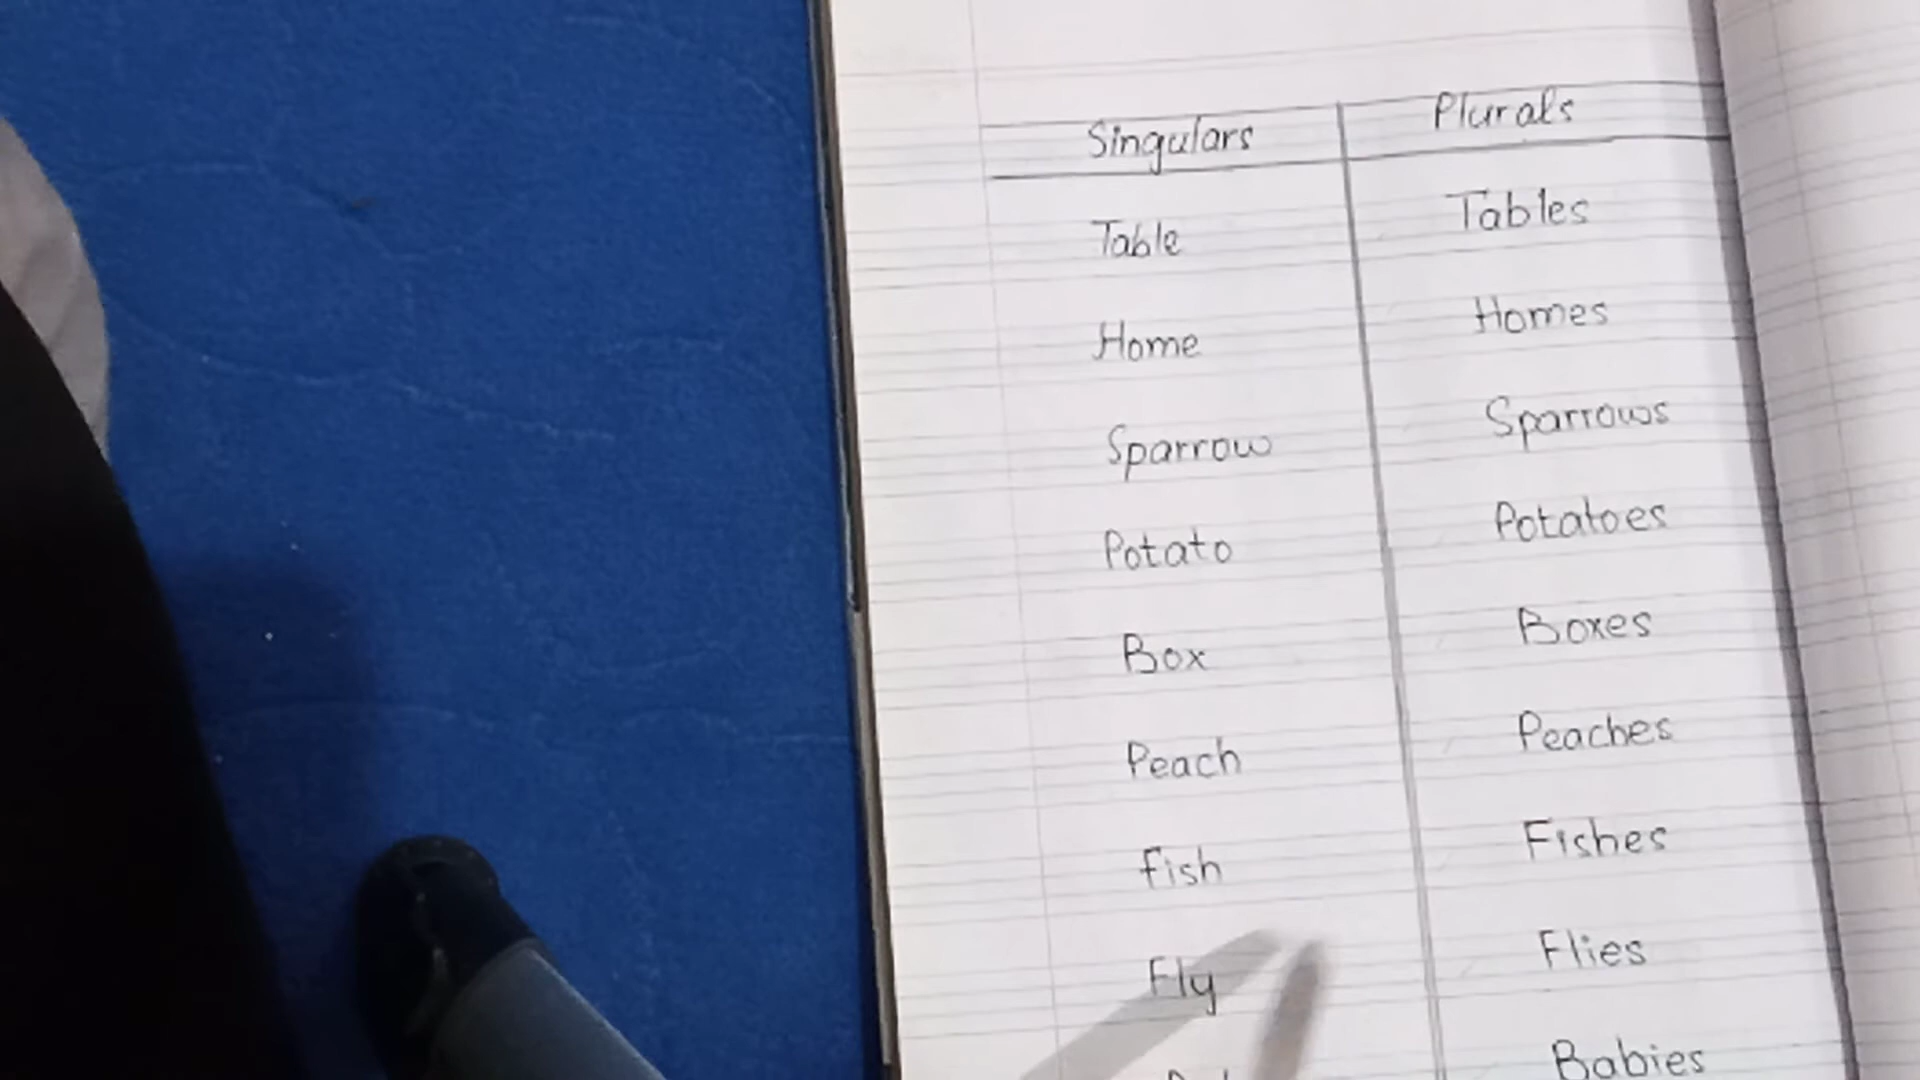 Singulars Plurals
Table Tables
Home Homes
Sparrow Sparrows
Potato Potatoes
Box Boxes
Peach Peaches
fish Fishes
Fly Flies
Babies